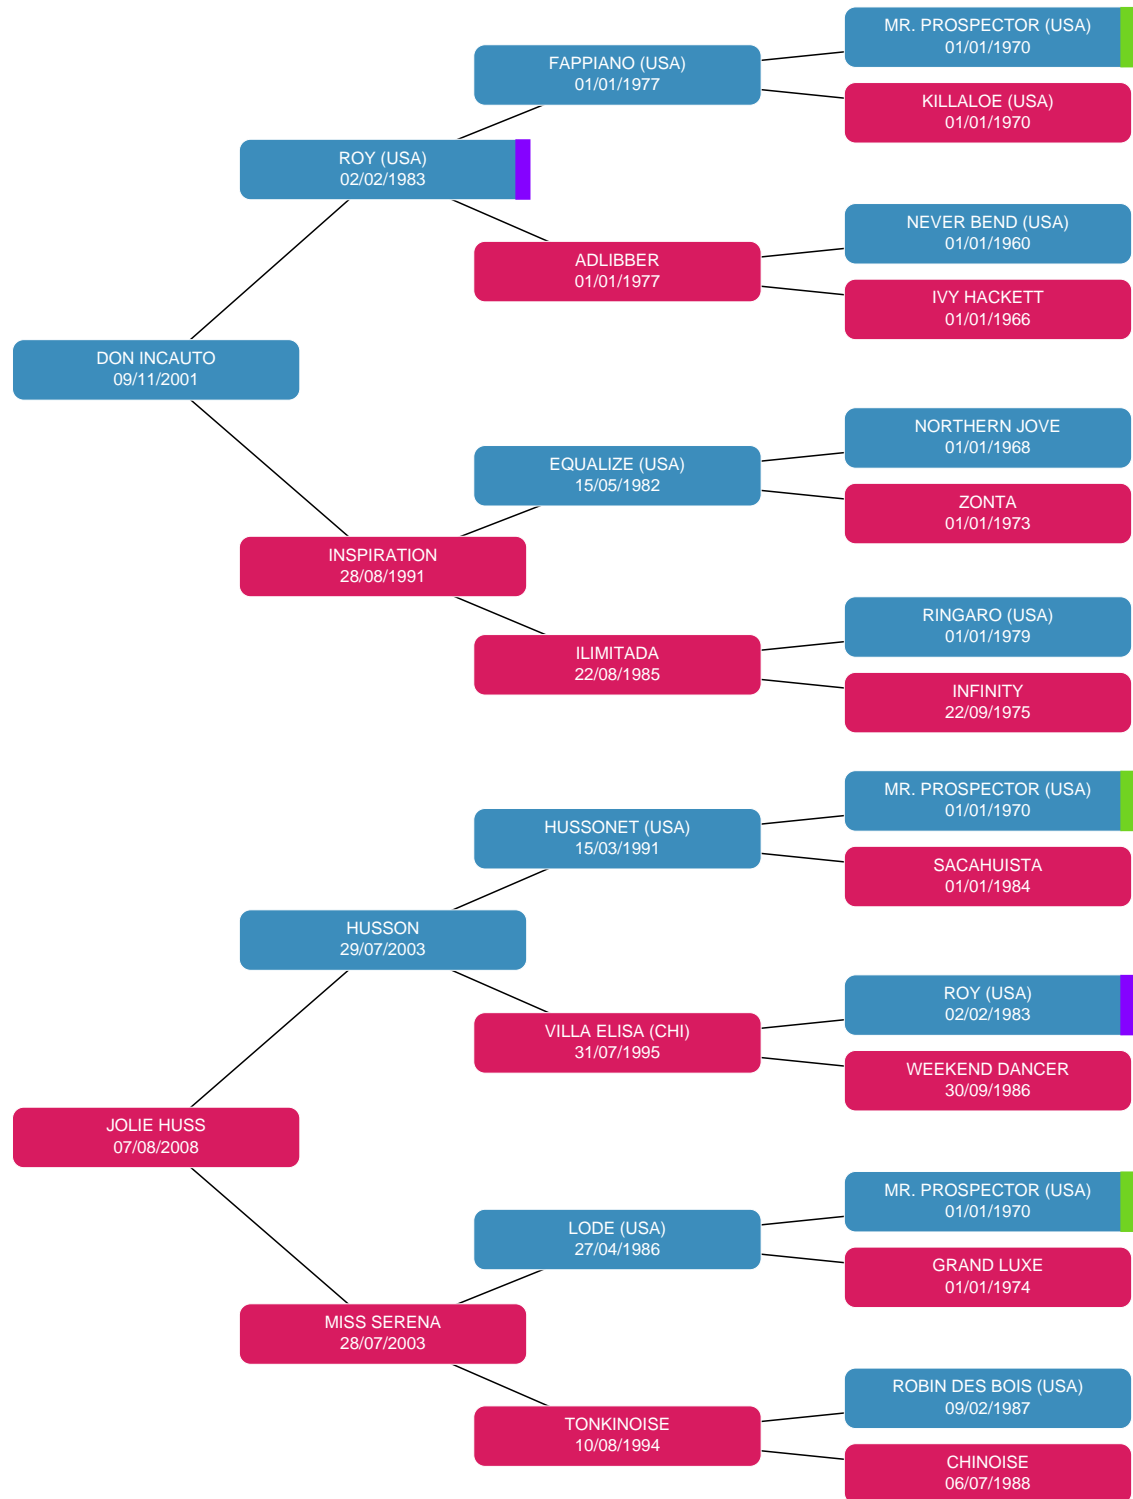 MR. PROSPECTOR (USA)
01/01/1970
FAPPIANO (USA)
01/01/1977
KILLALOE (USA)
01/01/1970
ROY (USA)
02/02/1983
NEVER BEND (USA)
01/01/1960
ADLIBBER
01/01/1977
IVY HACKETT
01/01/1966
DON INCAUTO
09/11/2001
NORTHERN JOVE
01/01/1968
EQUALIZE (USA)
15/05/1982
ZONTA
01/01/1973
INSPIRATION
28/08/1991
RINGARO (USA)
01/01/1979
ILIMITADA
22/08/1985
INFINITY
22/09/1975
MR. PROSPECTOR (USA)
01/01/1970
HUSSONET (USA)
15/03/1991
SACAHUISTA
01/01/1984
HUSSON
29/07/2003
ROY (USA)
02/02/1983
VILLA ELISA (CHI)
31/07/1995
WEEKEND DANCER
30/09/1986
JOLIE HUSS
07/08/2008
MR. PROSPECTOR (USA)
01/01/1970
LODE (USA)
27/04/1986
GRAND LUXE
01/01/1974
MISS SERENA
28/07/2003
ROBIN DES BOIS (USA)
09/02/1987
TONKINOISE
10/08/1994
CHINOISE
06/07/1988